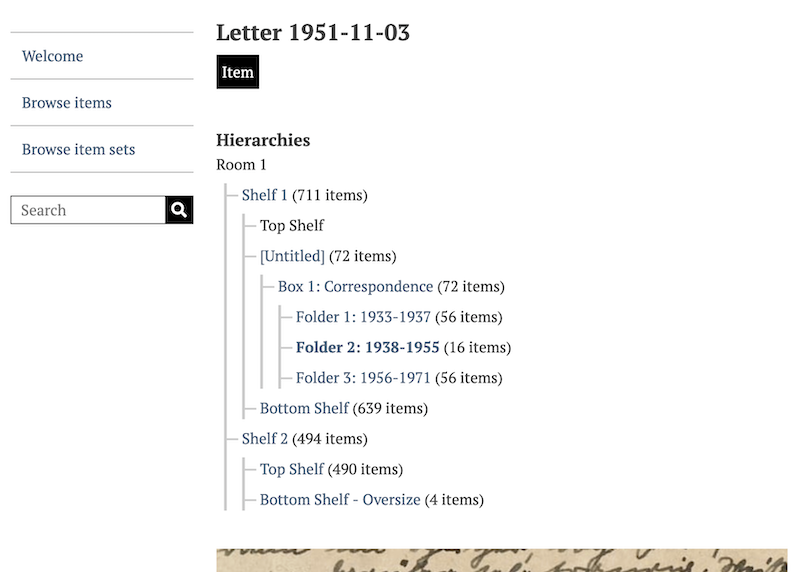 Letter 1951-11-03
Item
Welcome
Browse items
Browse item sets
Search
Hierarchies
Room 1
Shelf 1 (711 items)
Top Shelf
[Untitled] (72 items)
Box 1: Correspondence (72 items)
Folder 1: 1933-1937 (56 items)
Folder 2: 1938-1955 (16 items)
Folder 3: 1956-1971 (56 items)
Bottom Shelf (639 items)
Shelf 2 (494 items)
Top Shelf (490 items)
Bottom Shelf - Oversize (4 items)